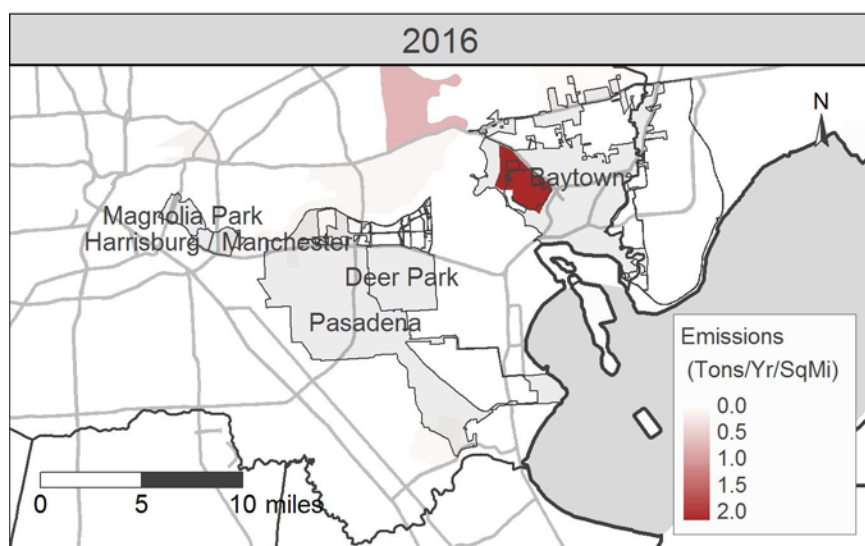 2016
N
Baytown
Magnolia Park
Harrisburg / Manchester
Deer Park
Pasadena
Emissions
(Tons/Yr/SqMi)
0.0
0.5
1.0
1.5
2.0
0 5 10 miles